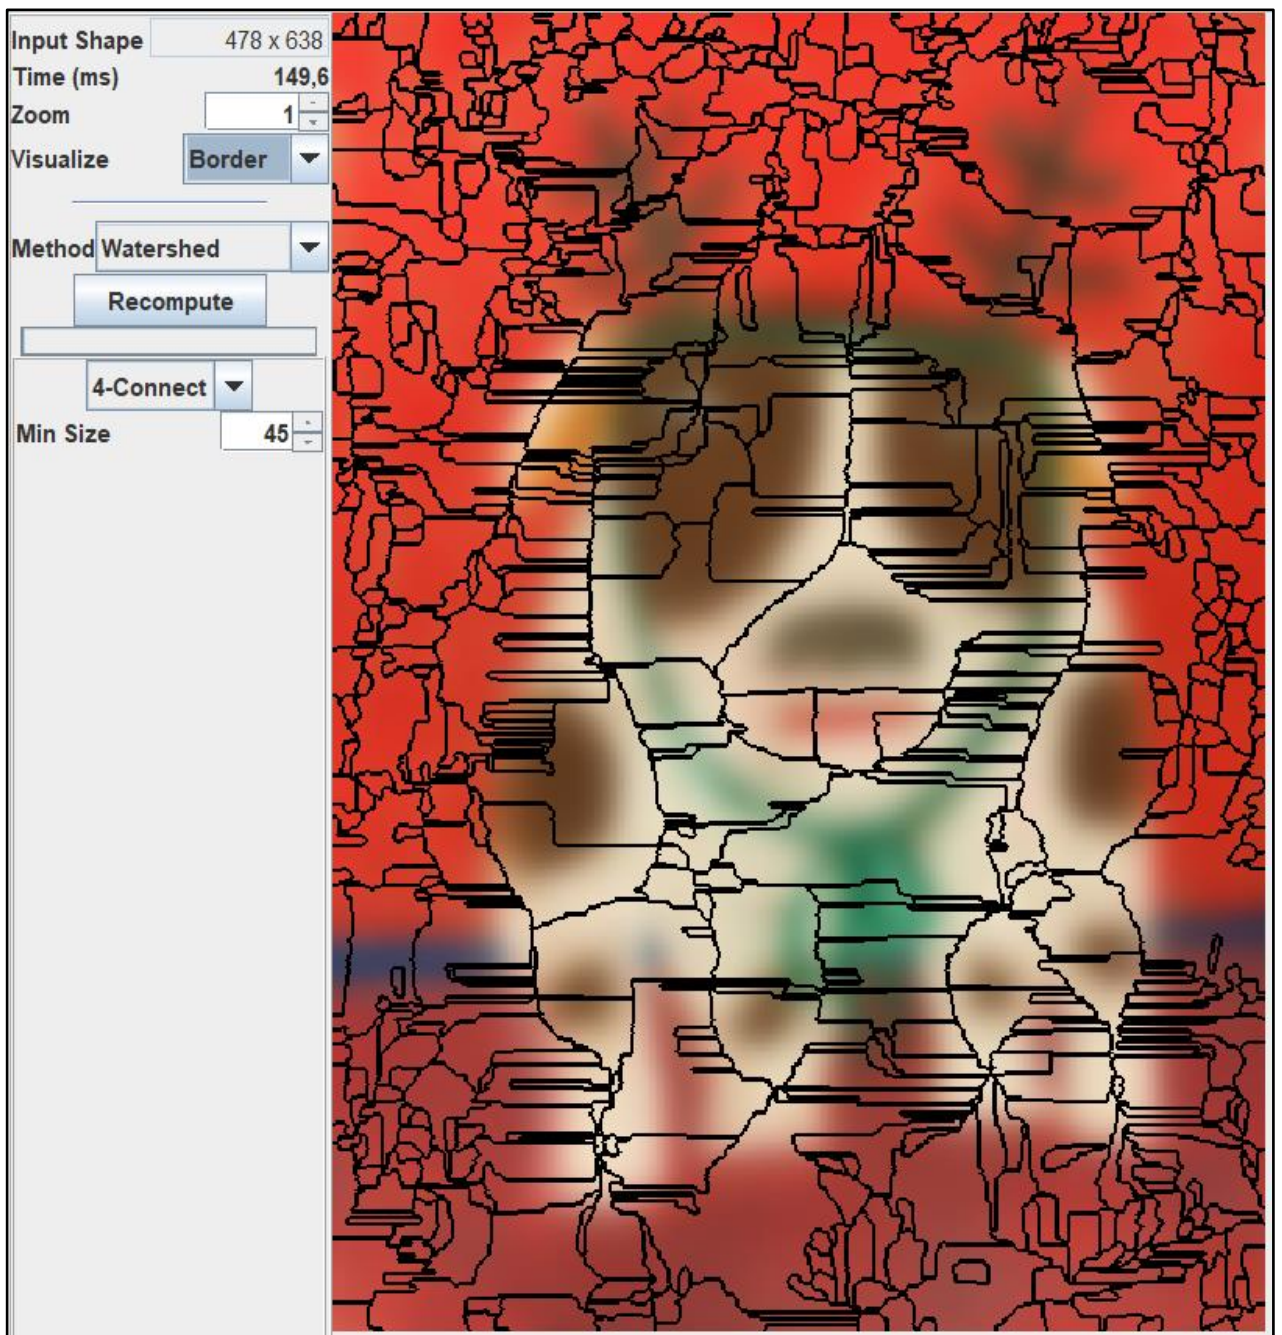 Input Shape 478 x 638
Time (ms) 149,6
Zoom 1
Visualize Border
Method Watershed
Recompute
4-Connect
Min Size 45